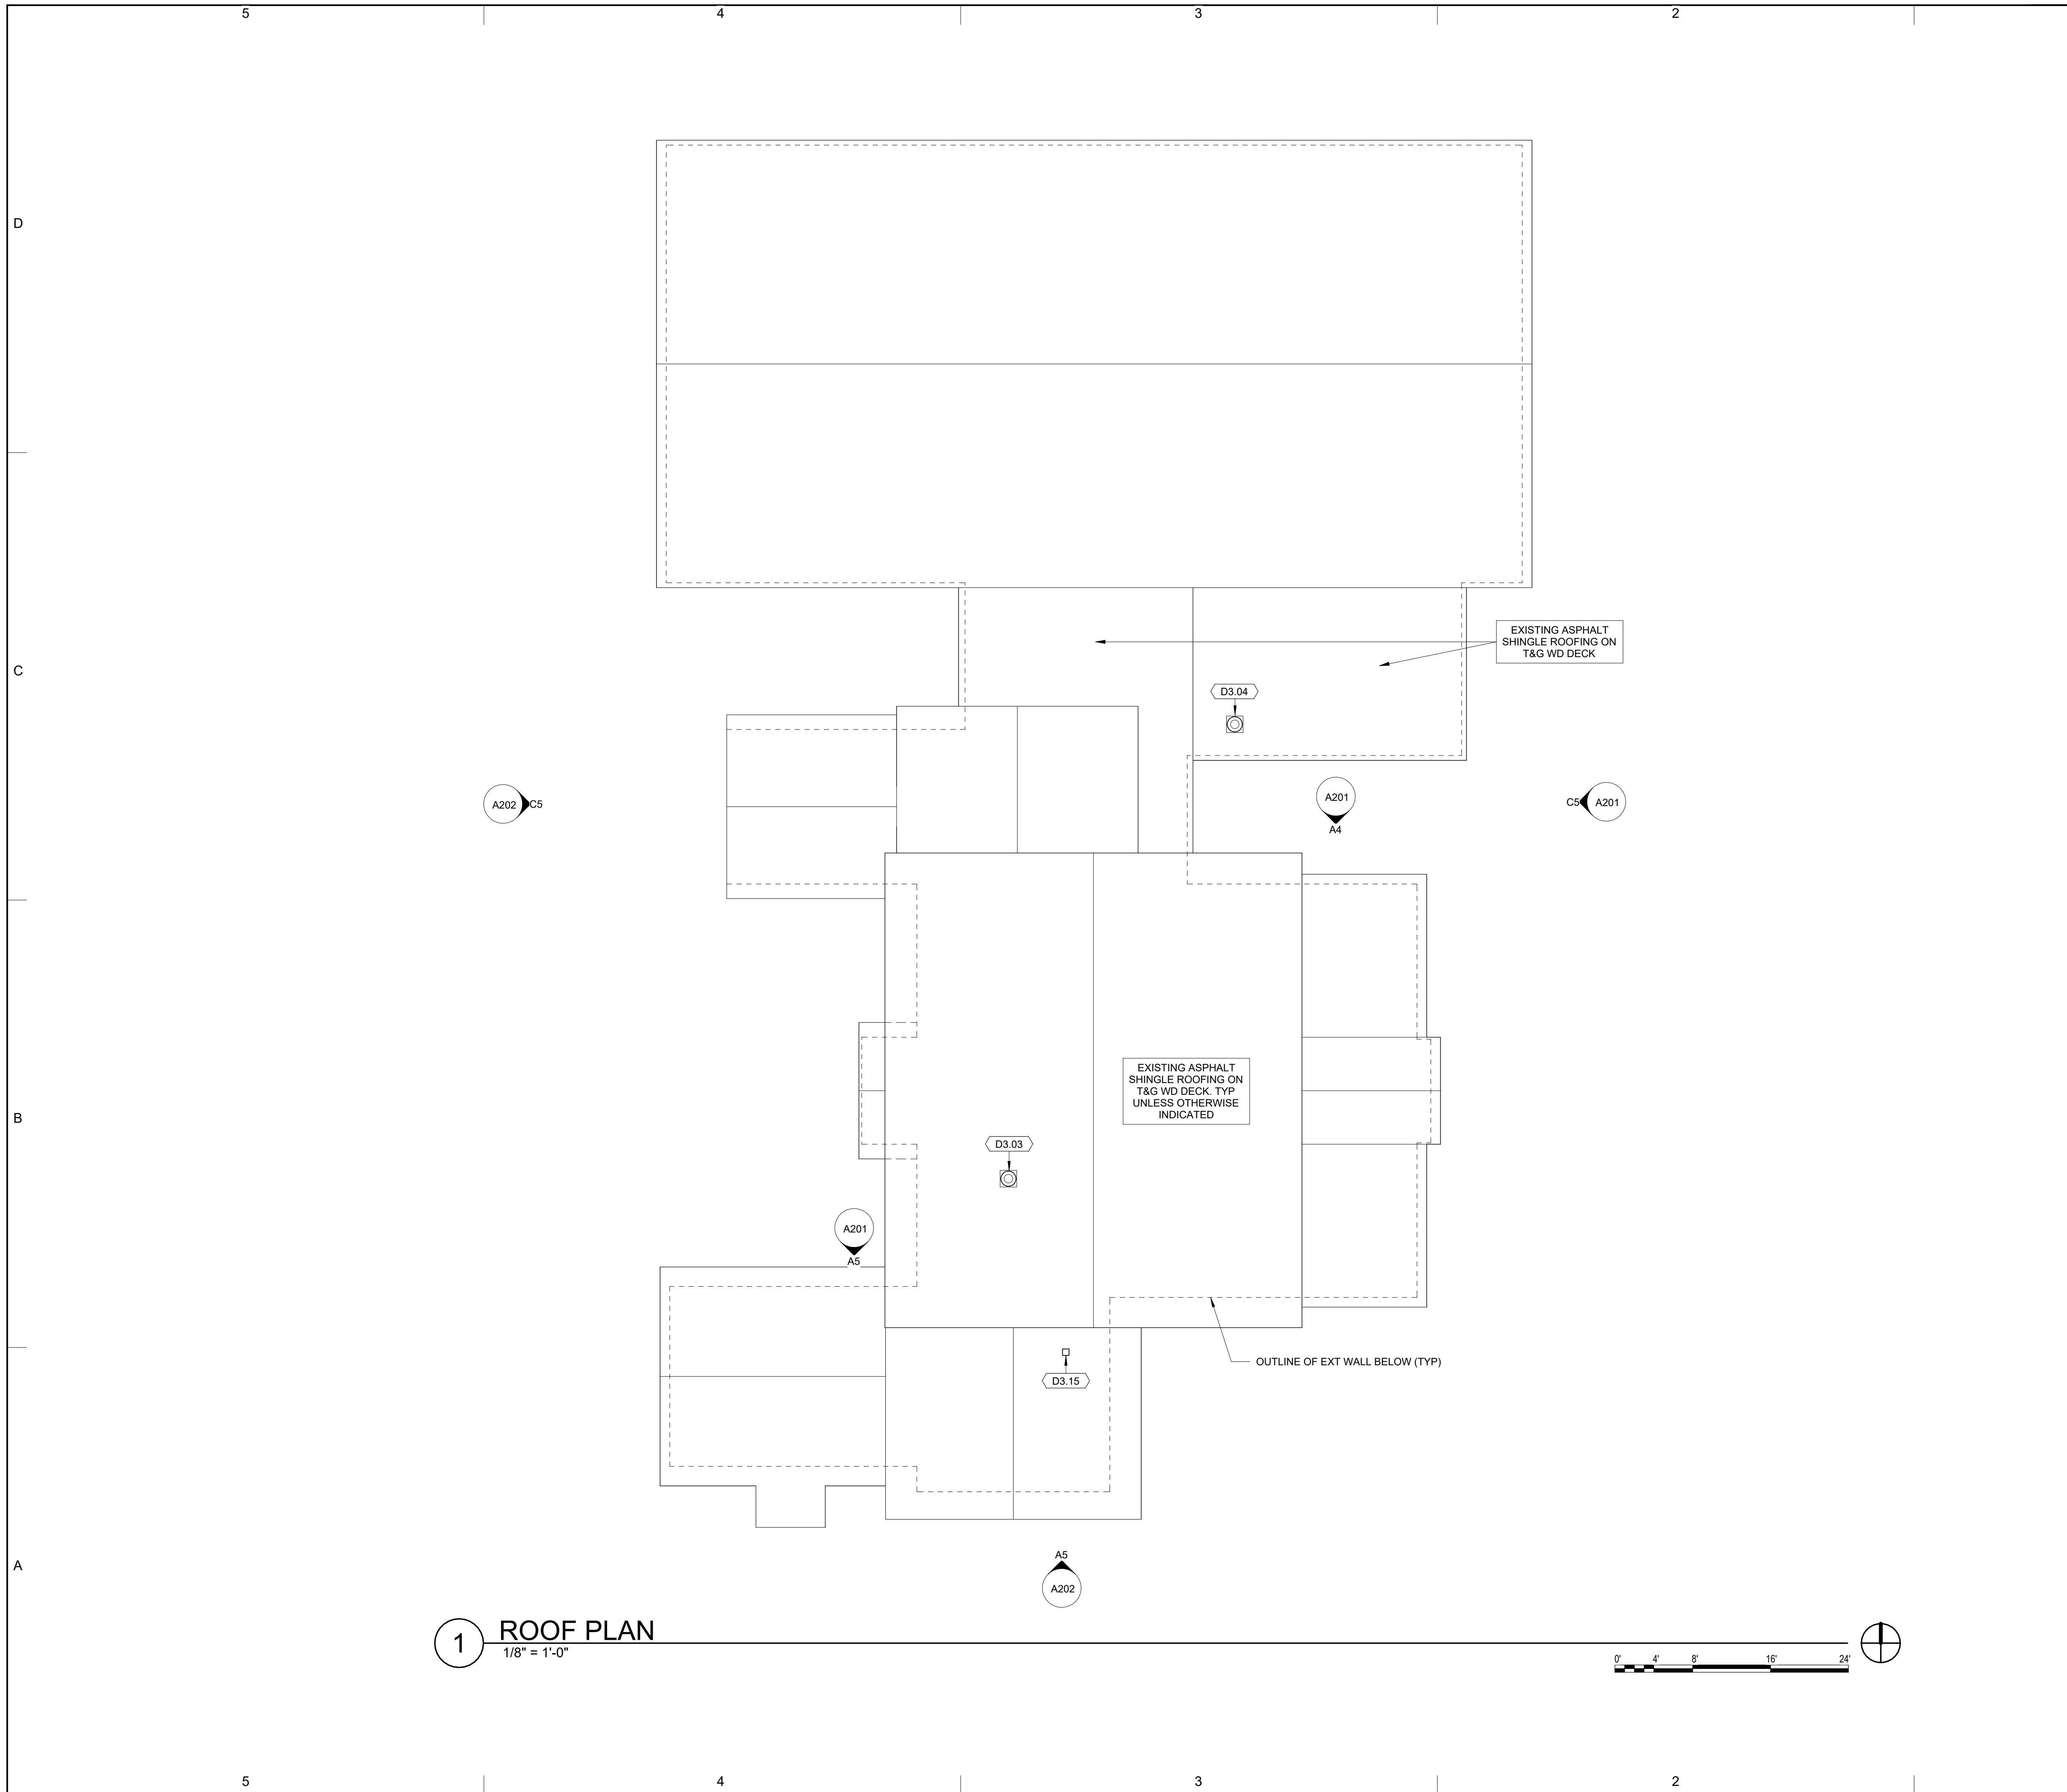 5 4 3 2
D
EXISTING ASPHALT
SHINGLE ROOFING ON
T&G WD DECK
C
D3.04
A202 C5
A201
A4
C5 A201
EXISTING ASPHALT
SHINGLE ROOFING ON
T&G WD DECK. TYP
UNLESS OTHERWISE
INDICATED
B
D3.03
A201
A5
OUTLINE OF EXT WALL BELOW (TYP)
D3.15
A
A5
A202
1 ROOF PLAN
1/8" = 1'-0"
0' 4' 8' 16' 24'
5 4 3 2